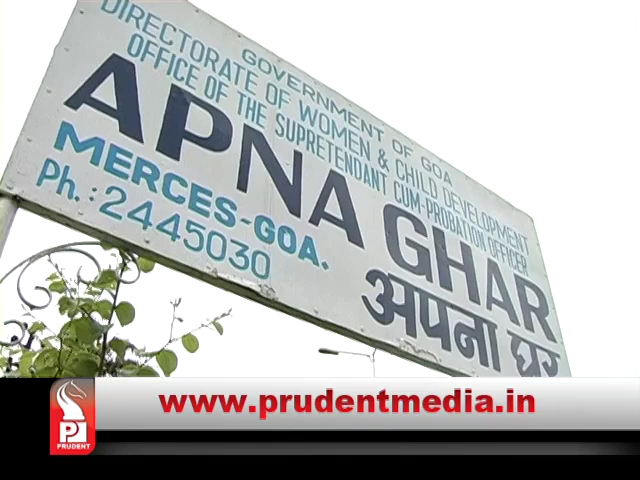 GOVERNMENT OF GOA
DIRECTORATE OF WOMEN & CHILD DEVELOPMENT
OFFICE OF THE SUPRETENDANT CUM-PROBATION OFFICER
APNA GHAR
MERCES-GOA.
Ph.: 2445030
अपना घर
www.prudentmedia.in
PRUDENT